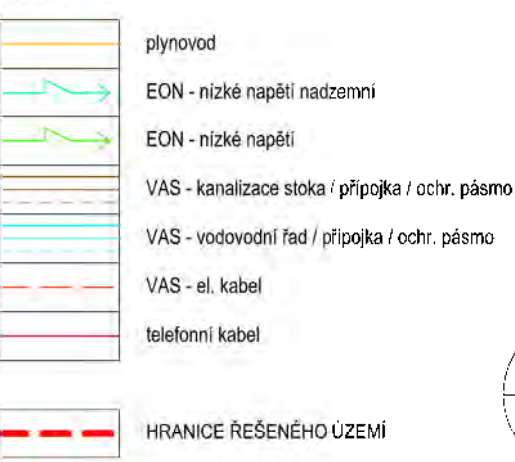 plynovod
EON - nízké napětí nadzemní
EON - nízké napětí
VAS - kanalizace stoka / přípojka / ochr. pásmo
VAS - vodovodní řad / přípojka / ochr. pásmo
VAS - el. kabel
telefonní kabel
HRANICE ŘEŠENÉHO ÚZEMÍ